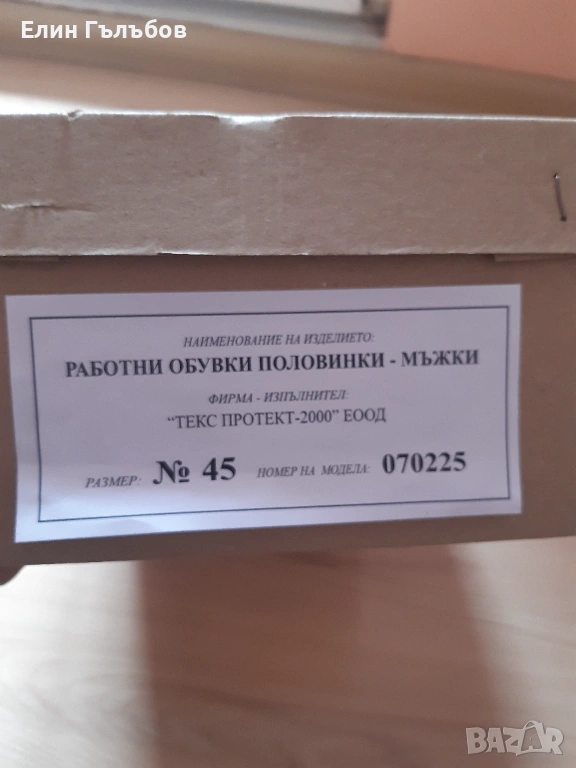 Елин Гълъбов
НАИМЕНОВАНИЕ НА ИЗДЕЛИЕТО:
РАБОТНИ ОБУВКИ ПОЛОВИНКИ - МЪЖКИ
ФИРМА - ИЗПЪЛНИТЕЛ:
“ТЕКС ПРОТЕКТ-2000” ЕООД
РАЗМЕР: № 45 НОМЕР НА МОДЕЛА: 070225
BAZAR